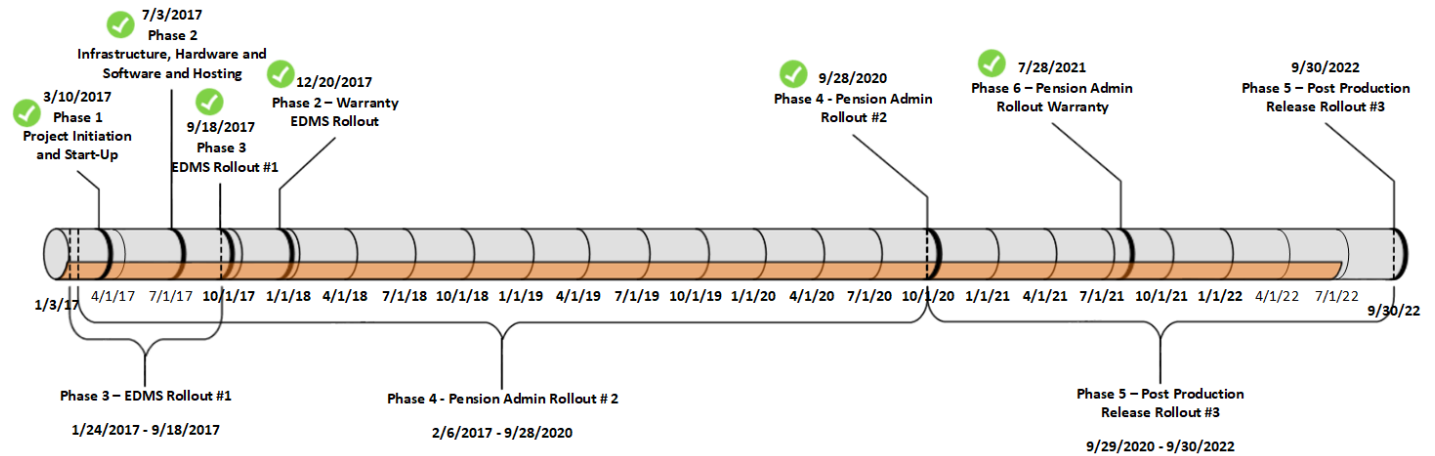 3/10/2017
Phase 1
Project Initiation
and Start-Up
7/3/2017
Phase 2
Infrastructure, Hardware and
Software and Hosting
9/18/2017
Phase 3
EDMS Rollout #1
12/20/2017
Phase 2 – Warranty
EDMS Rollout
9/28/2020
Phase 4 - Pension Admin
Rollout #2
7/28/2021
Phase 6 – Pension Admin
Rollout Warranty
9/30/2022
Phase 5 – Post Production
Release Rollout #3
1/3/17 4/1/17 7/1/17 10/1/17 1/1/18 4/1/18 7/1/18 10/1/18 1/1/19 4/1/19 7/1/19 10/1/19 1/1/20 4/1/20 7/1/20 10/1/20 1/1/21 4/1/21 7/1/21 10/1/21 1/1/22 4/1/22 7/1/22 9/30/22
Phase 3 – EDMS Rollout #1
1/24/2017 - 9/18/2017
Phase 4 - Pension Admin Rollout # 2
2/6/2017 - 9/28/2020
Phase 5 – Post Production
Release Rollout #3
9/29/2020 - 9/30/2022